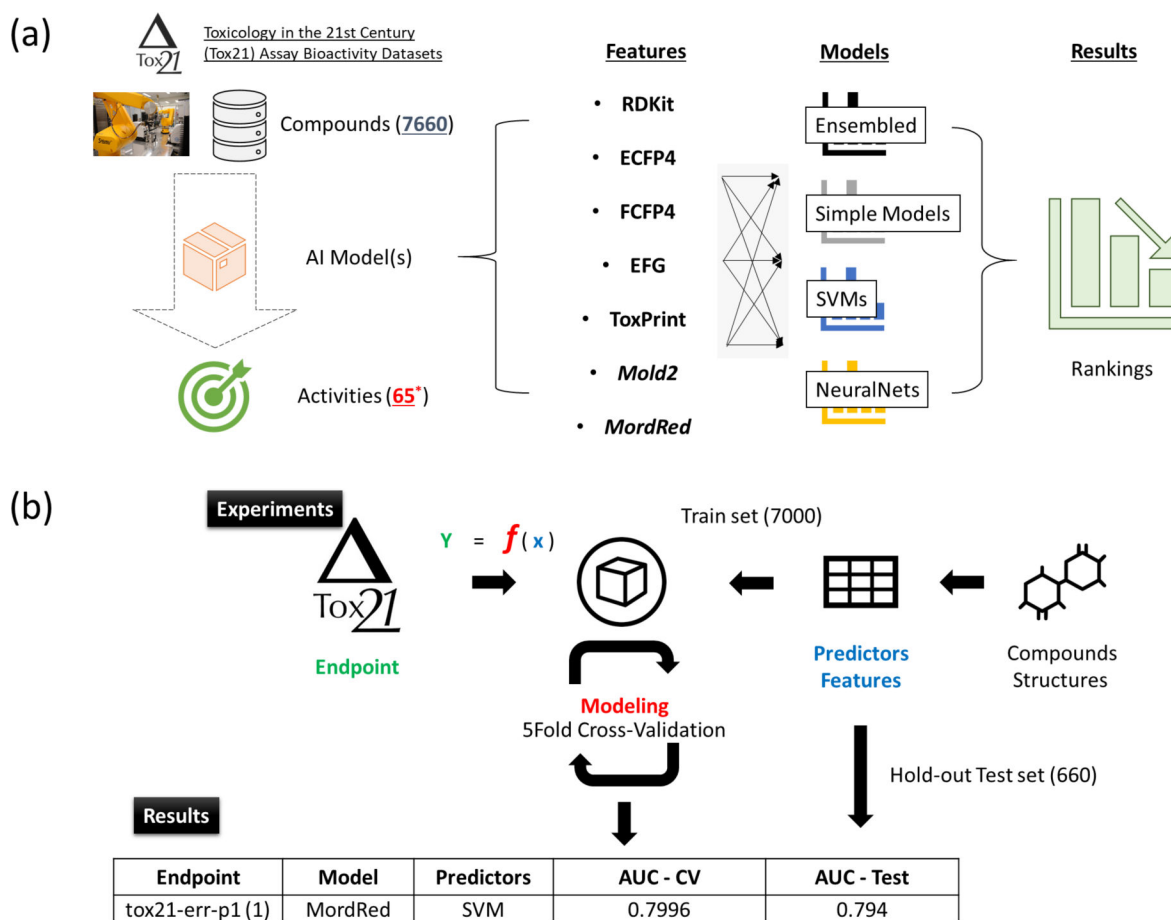 (a)
Toxicology in the 21st Century
(Tox21) Assay Bioactivity Datasets
Tox21
Features
Models
Results
Compounds (7660)
AI Model(s)
Activities (65*)
• RDKit
• ECFP4
• FCFP4
• EFG
• ToxPrint
• Mold2
• MordRed
Ensembled
Simple Models
SVMs
NeuralNets
Rankings
(b)
Experiments
Tox21
Endpoint
Y = f(x)
Train set (7000)
Modeling
5Fold Cross-Validation
Predictors
Features
Compounds
Structures
Hold-out Test set (660)
Results
Endpoint Model Predictors AUC - CV AUC - Test
tox21-err-p1 (1) MordRed SVM 0.7996 0.794